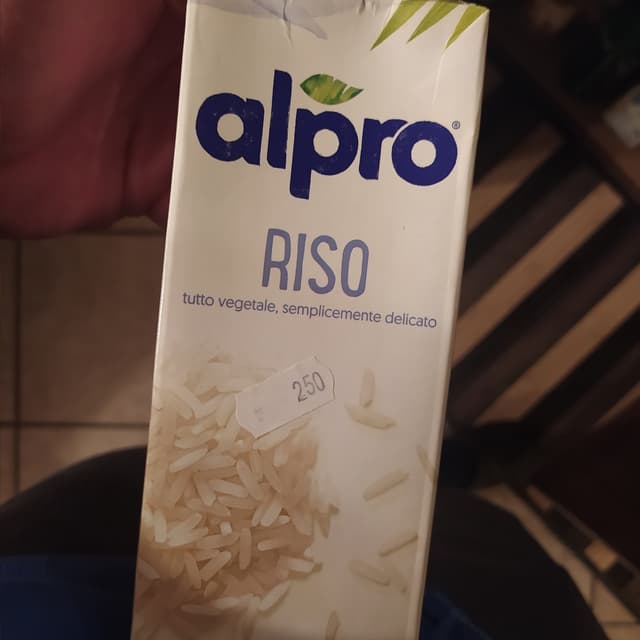 alpro®
RISO
tutto vegetale, semplicemente delicato
250